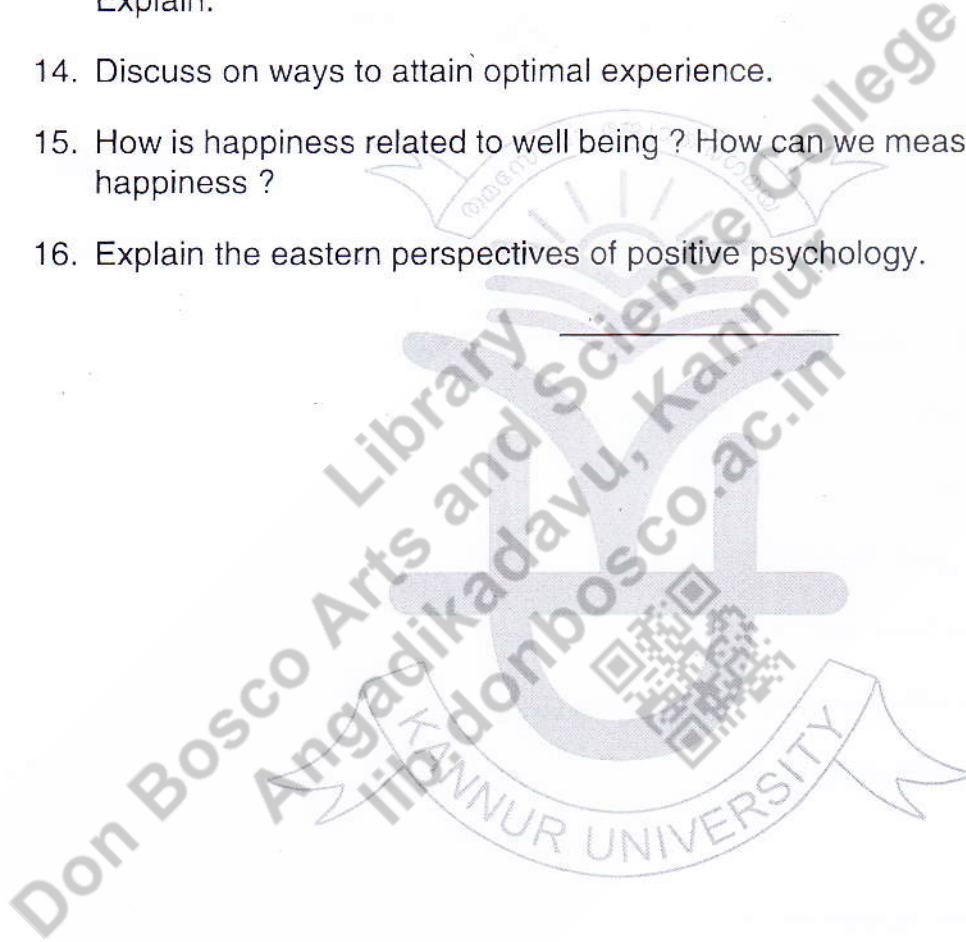 Explain.
14. Discuss on ways to attain optimal experience.
15. How is happiness related to well being ? How can we meas
happiness ?
16. Explain the eastern perspectives of positive psychology.
Library
Don Bosco Arts and Science College
Angadikadavu, Kannur
lib.donbosco.ac.in
KANNUR UNIVERSITY